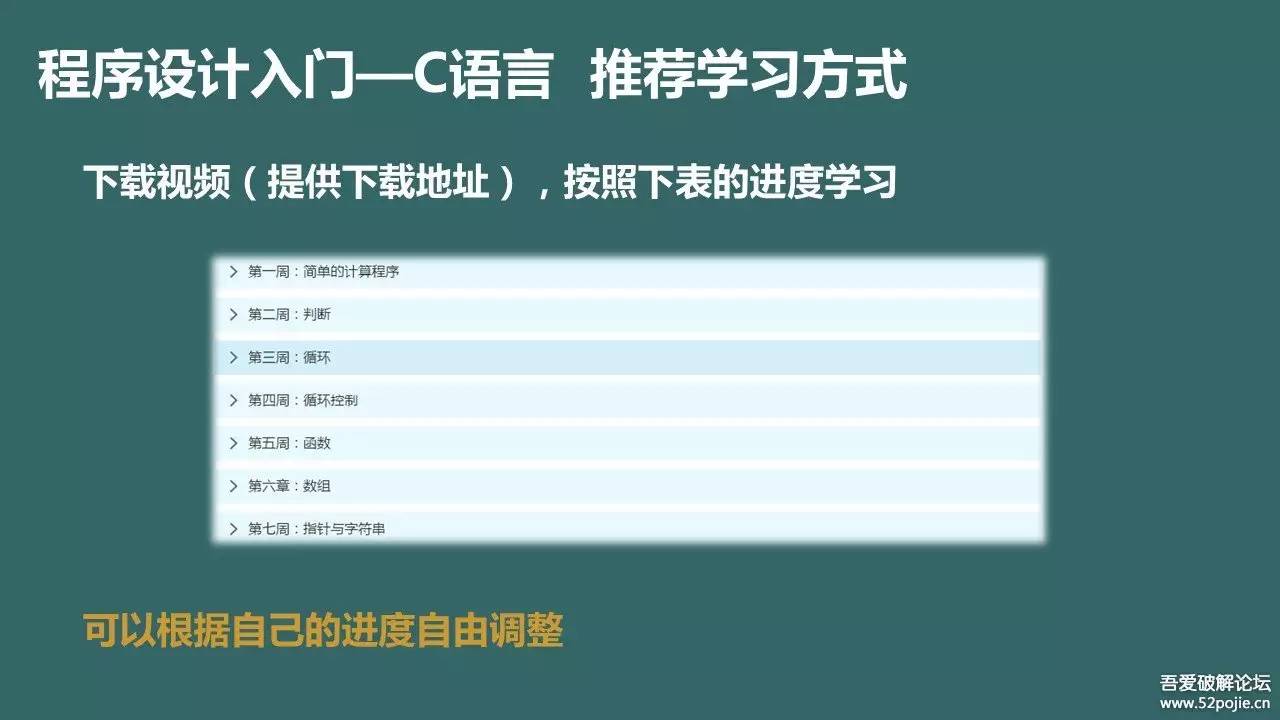 程序设计入门—C语言 推荐学习方式
下载视频（提供下载地址），按照下表的进度学习
第一周：简单的计算程序
第二周：判断
第三周：循环
第四周：循环控制
第五周：函数
第六章：数组
第七周：指针与字符串
可以根据自己的进度自由调整
吾爱破解论坛
www.52pojie.cn